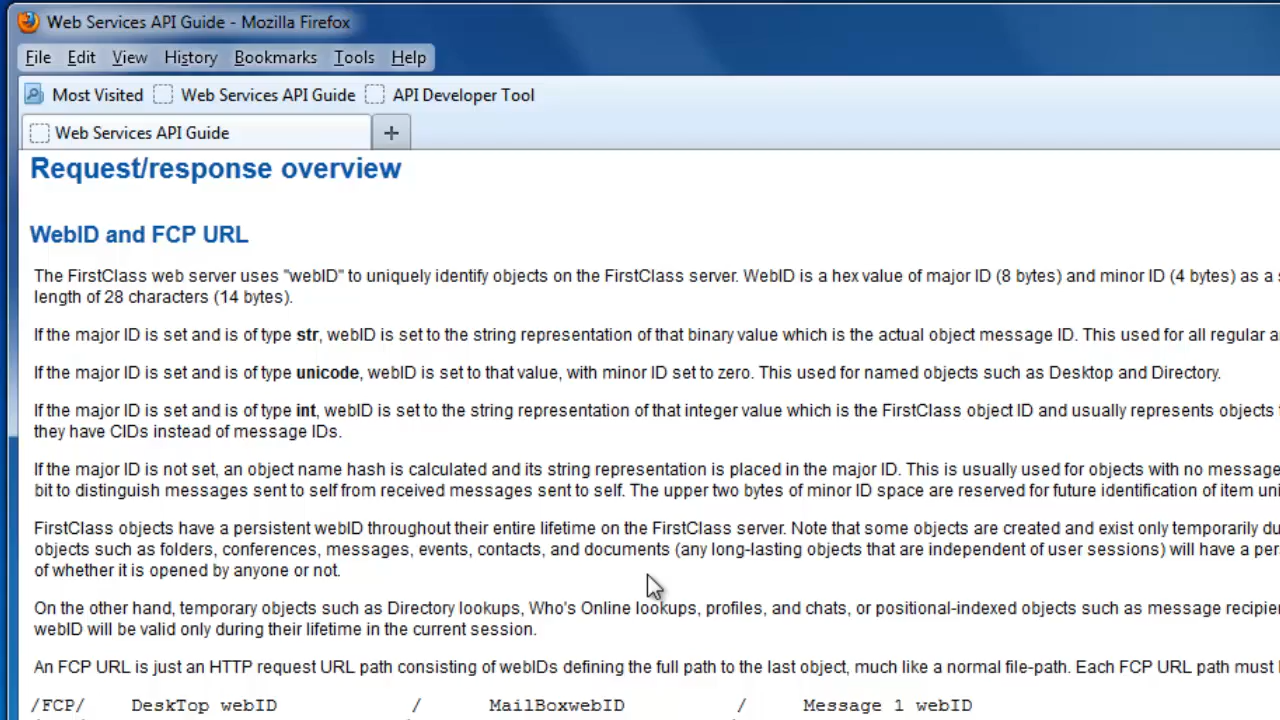 Web Services API Guide - Mozilla Firefox
File Edit View History Bookmarks Tools Help
Most Visited Web Services API Guide API Developer Tool
Web Services API Guide +
Request/response overview
WebID and FCP URL
The FirstClass web server uses "webID" to uniquely identify objects on the FirstClass server. WebID is a hex value of major ID (8 bytes) and minor ID (4 bytes) as a
length of 28 characters (14 bytes).
If the major ID is set and is of type str, webID is set to the string representation of that binary value which is the actual object message ID. This used for all regular
If the major ID is set and is of type unicode, webID is set to that value, with minor ID set to zero. This used for named objects such as Desktop and Directory.
If the major ID is set and is of type int, webID is set to the string representation of that integer value which is the FirstClass object ID and usually represents objects
they have CIDs instead of message IDs.
If the major ID is not set, an object name hash is calculated and its string representation is placed in the major ID. This is usually used for objects with no message
bit to distinguish messages sent to self from received messages sent to self. The upper two bytes of minor ID space are reserved for future identification of item
FirstClass objects have a persistent webID throughout their entire lifetime on the FirstClass server. Note that some objects are created and exist only temporarily
objects such as folders, conferences, messages, events, contacts, and documents (any long-lasting objects that are independent of user sessions) will have a
of whether it is opened by anyone or not.
On the other hand, temporary objects such as Directory lookups, Who's Online lookups, profiles, and chats, or positional-indexed objects such as message
webID will be valid only during their lifetime in the current session.
An FCP URL is just an HTTP request URL path consisting of webIDs defining the full path to the last object, much like a normal file-path. Each FCP URL path must
/FCP/ DeskTop webID / MailBoxwebID / Message 1 webID